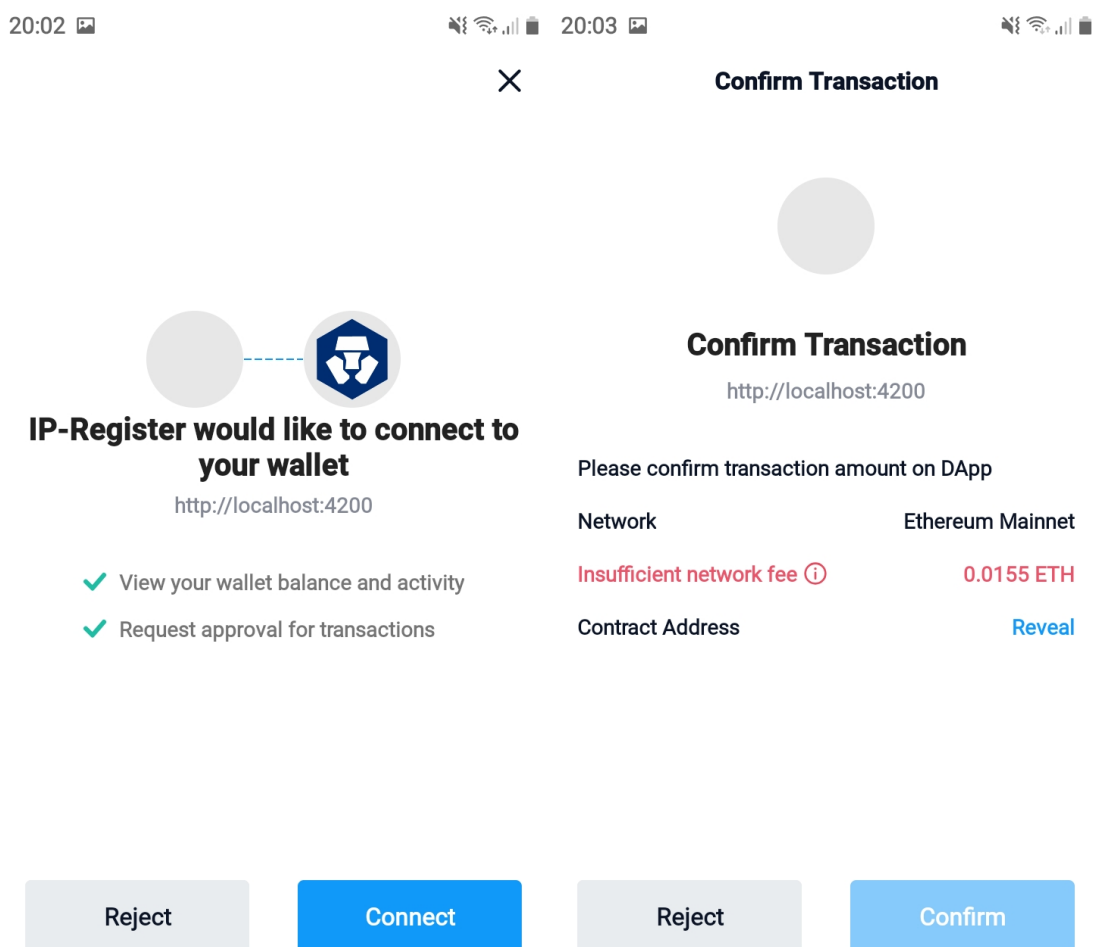 20:02
IP-Register would like to connect to
your wallet
http://localhost:4200
View your wallet balance and activity
Request approval for transactions
Reject
Connect
20:03
Confirm Transaction
Confirm Transaction
http://localhost:4200
Please confirm transaction amount on DApp
Network
Ethereum Mainnet
Insufficient network fee
0.0155 ETH
Contract Address
Reveal
Reject
Confirm